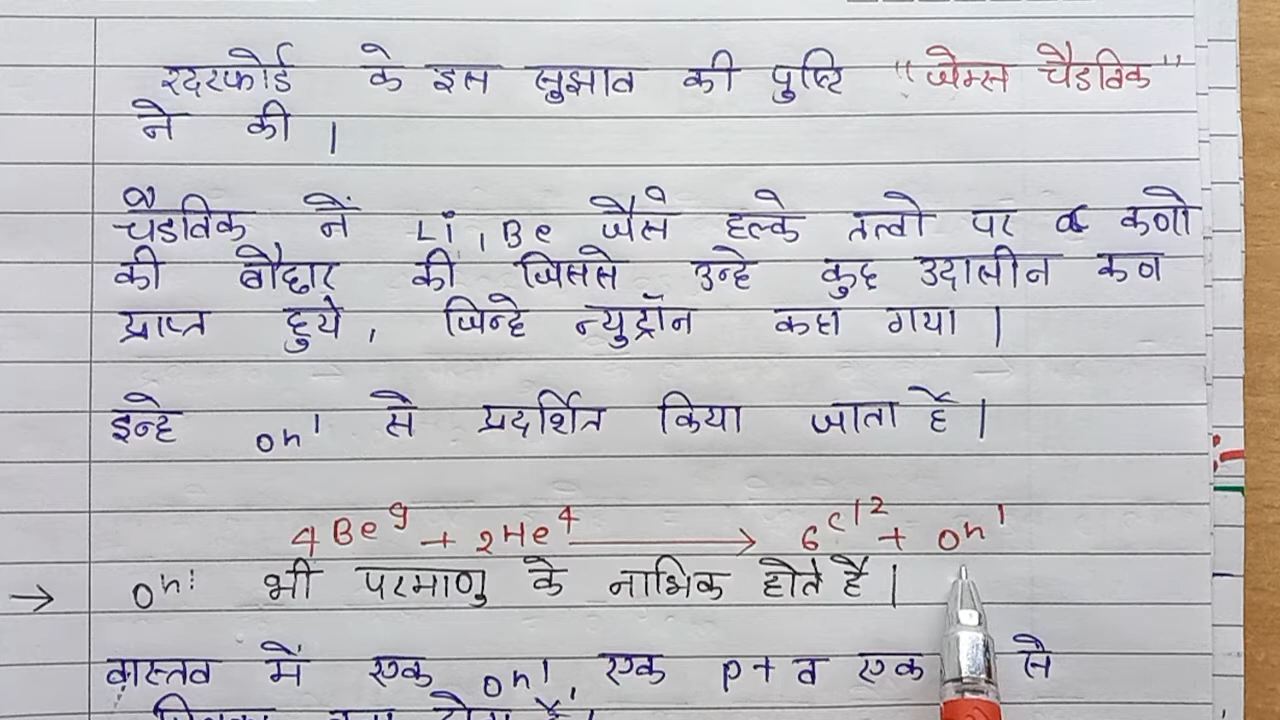 रदरफोर्ड के इस सुझाव की पुष्टि "जेम्स चैडविक"
ने की।
चैडविक नें Li, Be जैसे हल्के तत्वो पर α कणो
की बौछार की जिससे उन्हे कुछ उदासीन कण
प्राप्त हुये, जिन्हे न्युट्रॉन कहा गया।
इन्हे ₀n¹ से प्रदर्शित किया जाता है।
₄Be⁹ + ₂He⁴ → ₆C¹² + ₀n¹
→ ₀n¹ भी परमाणु के नाभिक होते है।
वास्तव में एक ₀n¹, एक p+ व एक से